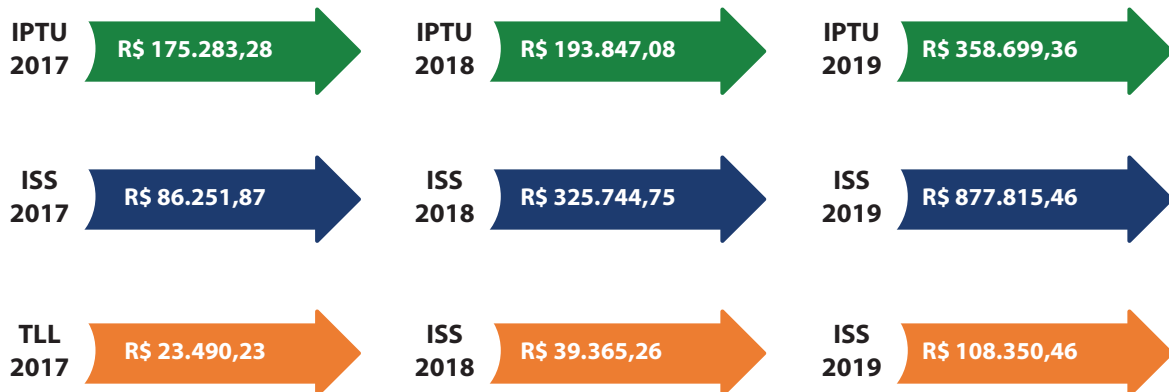 IPTU
2017
R$ 175.283,28
IPTU
2018
R$ 193.847,08
IPTU
2019
R$ 358.699,36
ISS
2017
R$ 86.251,87
ISS
2018
R$ 325.744,75
ISS
2019
R$ 877.815,46
TLL
2017
R$ 23.490,23
ISS
2018
R$ 39.365,26
ISS
2019
R$ 108.350,46